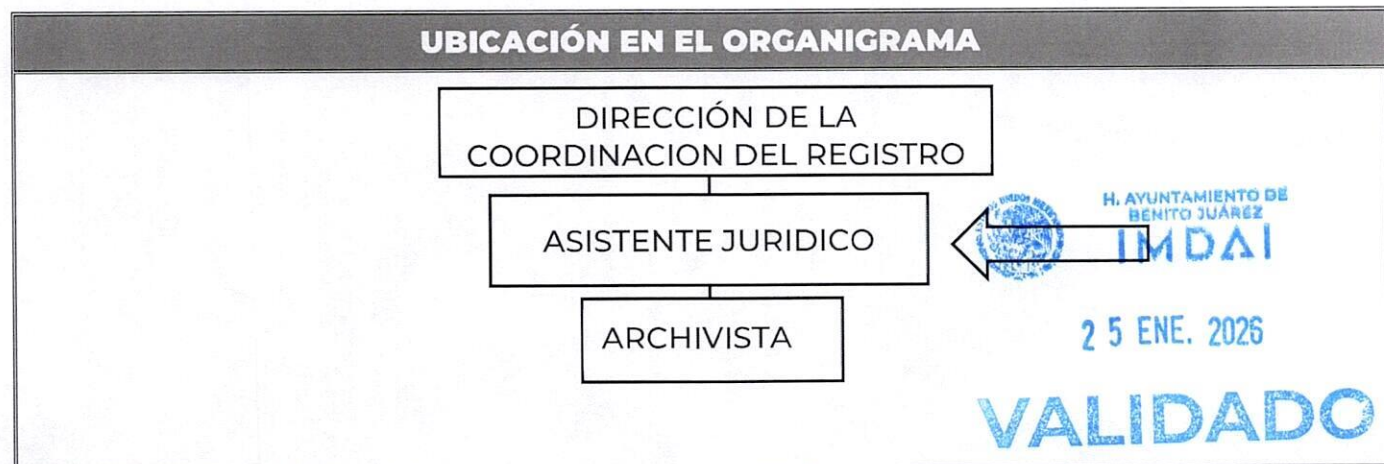 UBICACIÓN EN EL ORGANIGRAMA
DIRECCIÓN DE LA
COORDINACION DEL REGISTRO
ASISTENTE JURIDICO
ARCHIVISTA
H. AYUNTAMIENTO DE
BENITO JUÁREZ
IMDAI
25 ENE. 2026
VALIDADO